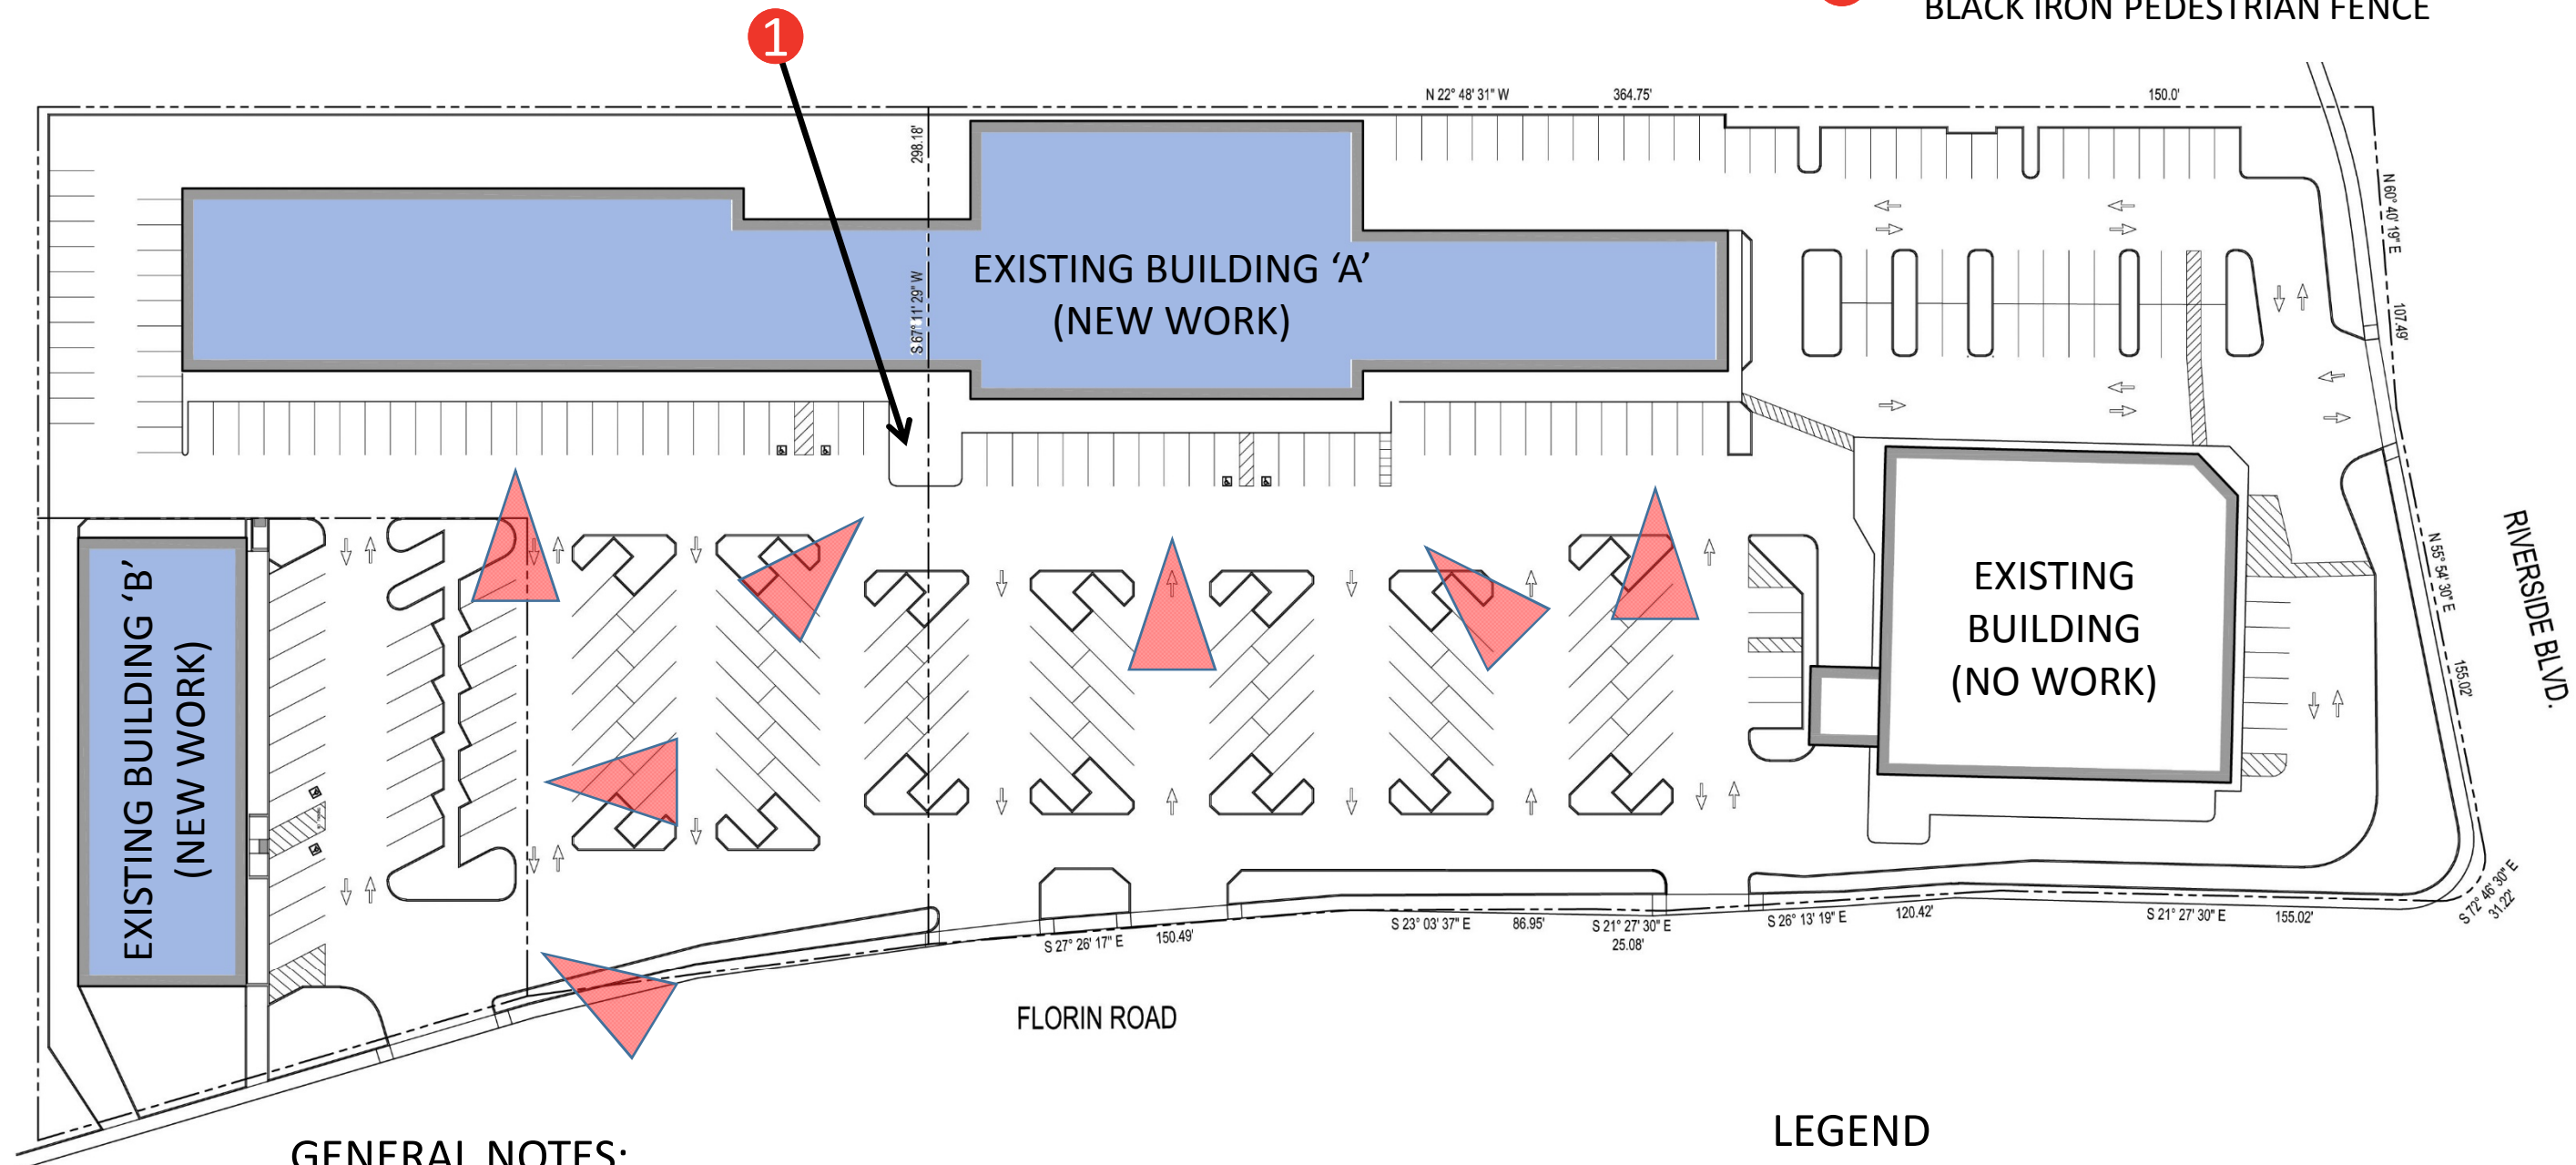 1
BLACK IRON PEDESTRIAN FENCE
N 22° 48' 31" W
364.75'
150.0'
298.18'
S 67° 11' 29" W
N 60° 40' 19" E
107.49'
EXISTING BUILDING ‘A’
(NEW WORK)
EXISTING BUILDING ‘B’
(NEW WORK)
EXISTING
BUILDING
(NO WORK)
RIVERSIDE BLVD.
N 55° 54' 30" E
155.02'
S 72° 46' 30" E
31.22'
S 27° 26' 17" E
150.49'
S 23° 03' 37" E
86.95'
S 21° 27' 30" E
25.08'
S 26° 13' 19" E
120.42'
S 21° 27' 30" E
155.02'
FLORIN ROAD
GENERAL NOTES:
LEGEND